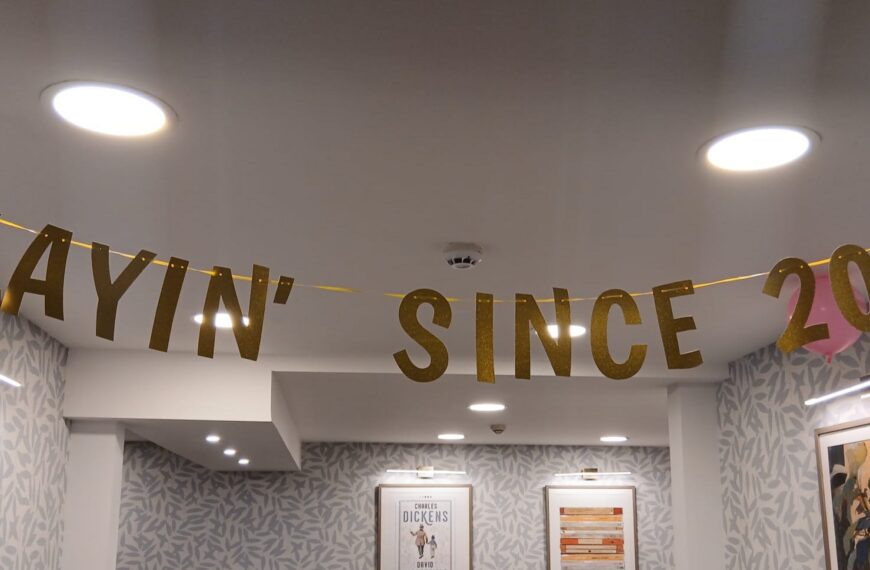 AYIN' SINCE 20
CHARLES
DICKENS
DAVID